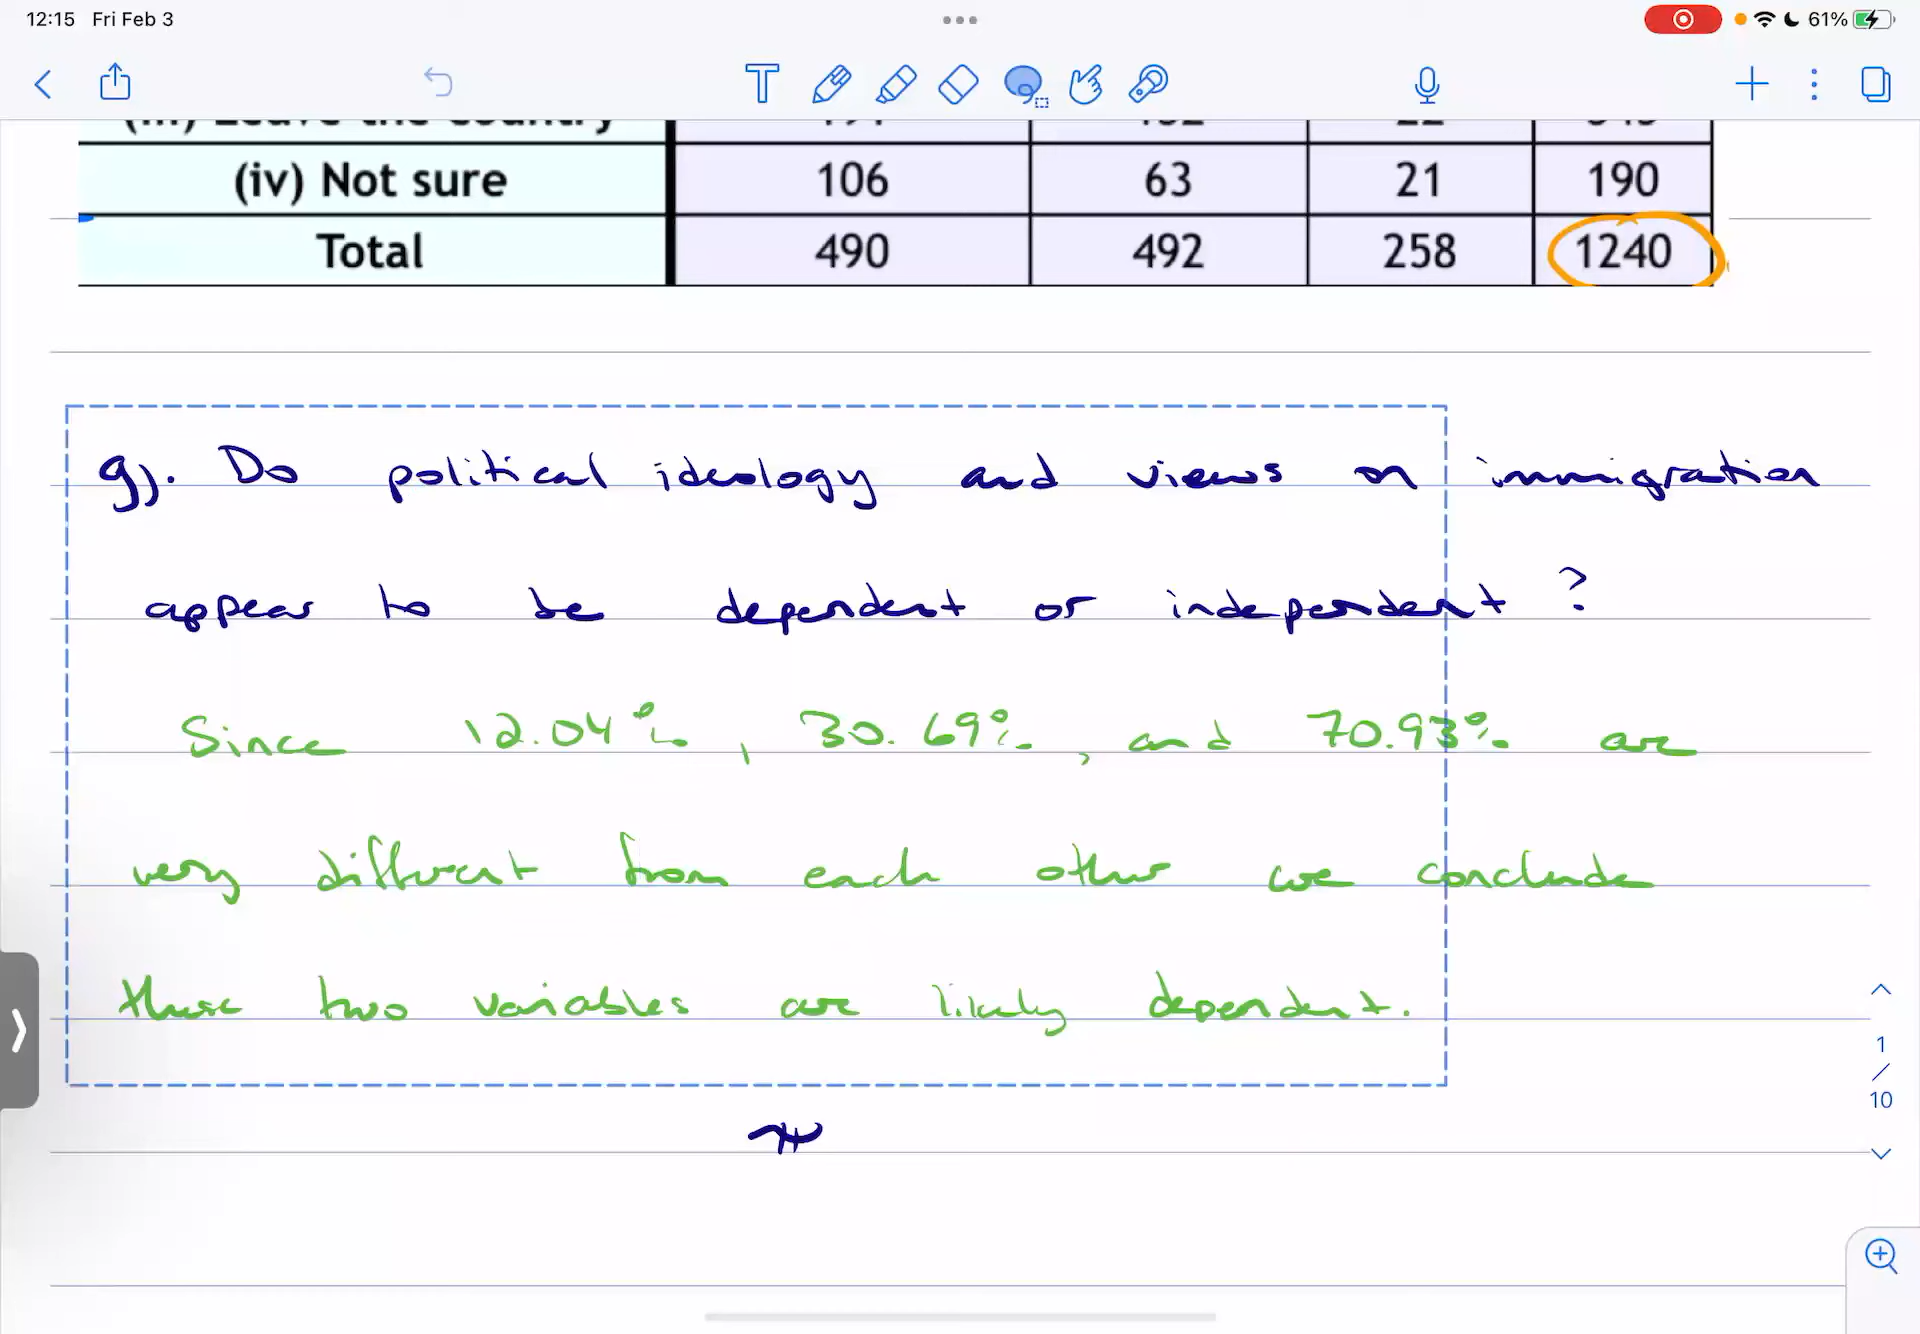 12:15 Fri Feb 3
61%
(iv) Not sure 106 63 21 190
Total 490 492 258 1240
g). Do political ideology and views on immigration
appear to be dependent or independent?
Since 12.04%, 30.69%, and 70.93% are
very different from each other we conclude
these two variables are likely dependent.
1
/
10